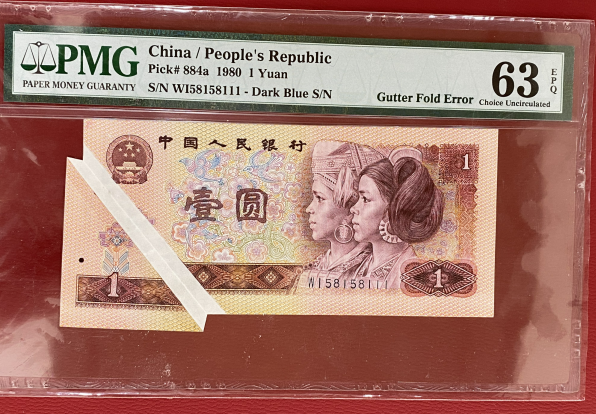 PMG
PAPER MONEY GUARANTY
China / People's Republic
Pick# 884a 1980 1 Yuan
S/N WI58158111 - Dark Blue S/N
Gutter Fold Error
63
EPQ
Choice Uncirculated
中国人民银行
1
壹圆
WI58158111
1
1